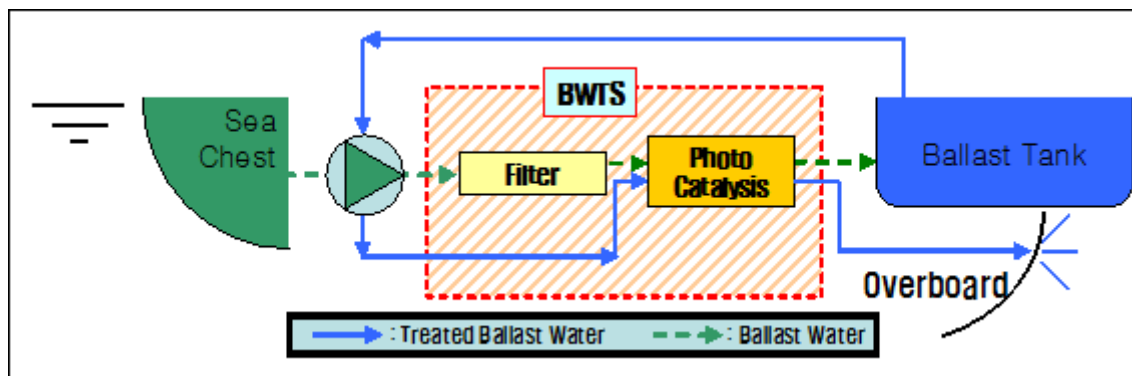 BWTS
Sea
Chest
Filter
Photo
Catalysis
Ballast Tank
Overboard
: Treated Ballast Water
: Ballast Water